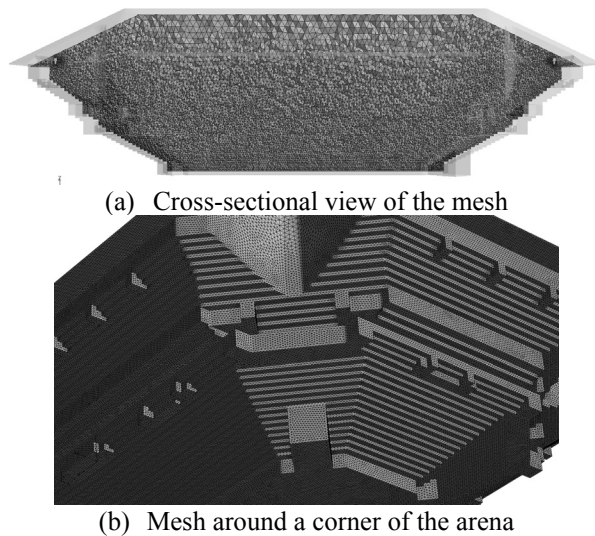 (a) Cross-sectional view of the mesh
(b) Mesh around a corner of the arena